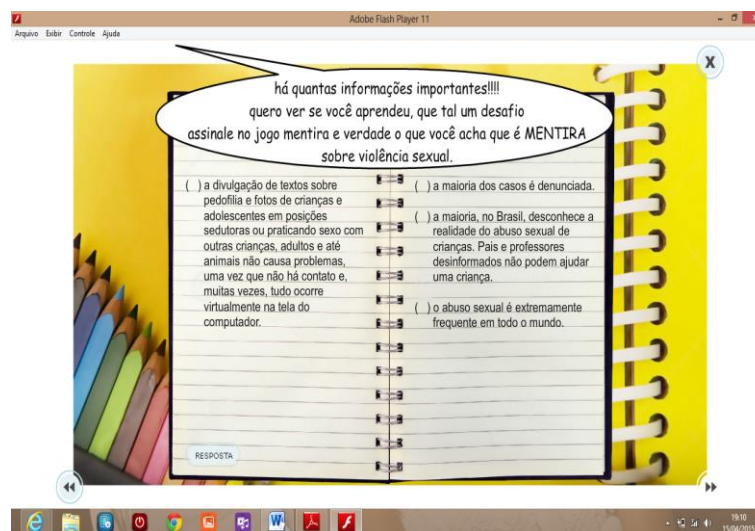 Adobe Flash Player 11
Arquivo Exibir Controle Ajuda
X
há quantas informações importantes!!!!
quero ver se você aprendeu, que tal um desafio
assinale no jogo mentira e verdade o que você acha que é MENTIRA
sobre violência sexual.
( ) a divulgação de textos sobre
pedofilia e fotos de crianças e
adolescentes em posições
sedutoras ou praticando sexo com
outras crianças, adultos e até
animais não causa problemas,
uma vez que não há contato e,
muitas vezes, tudo ocorre
virtualmente na tela do
computador.
( ) a maioria dos casos é denunciada.
( ) a maioria, no Brasil, desconhece a
realidade do abuso sexual de
crianças. Pais e professores
desinformados não podem ajudar
uma criança.
( ) o abuso sexual é extremamente
frequente em todo o mundo.
RESPOSTA
19:10